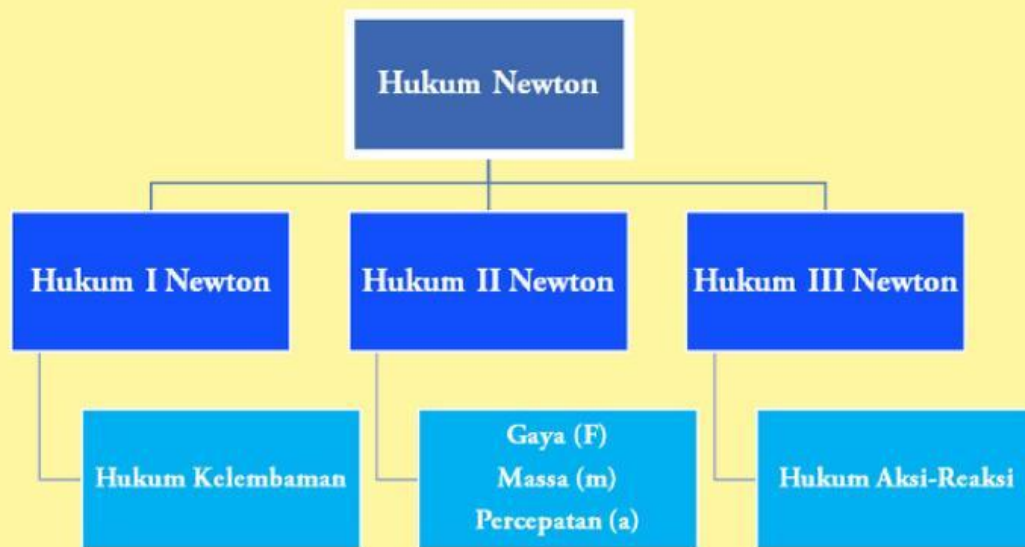 Hukum Newton
Hukum I Newton
Hukum II Newton
Hukum III Newton
Hukum Kelembaman
Gaya (F)
Massa (m)
Percepatan (a)
Hukum Aksi-Reaksi